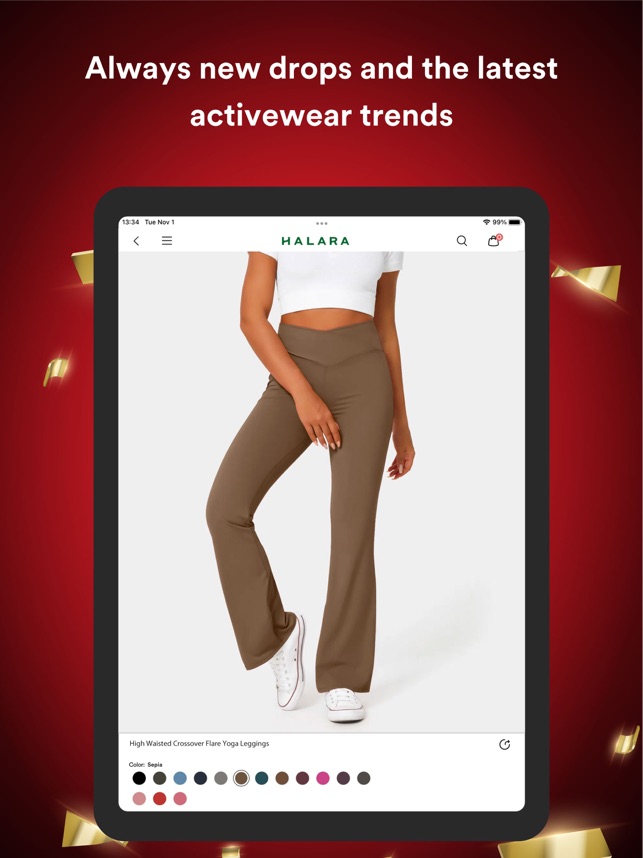 Always new drops and the latest
activewear trends
13:34 Tue Nov 1
99%
HALARA
High Waisted Crossover Flare Yoga Leggings
Color: Sepia